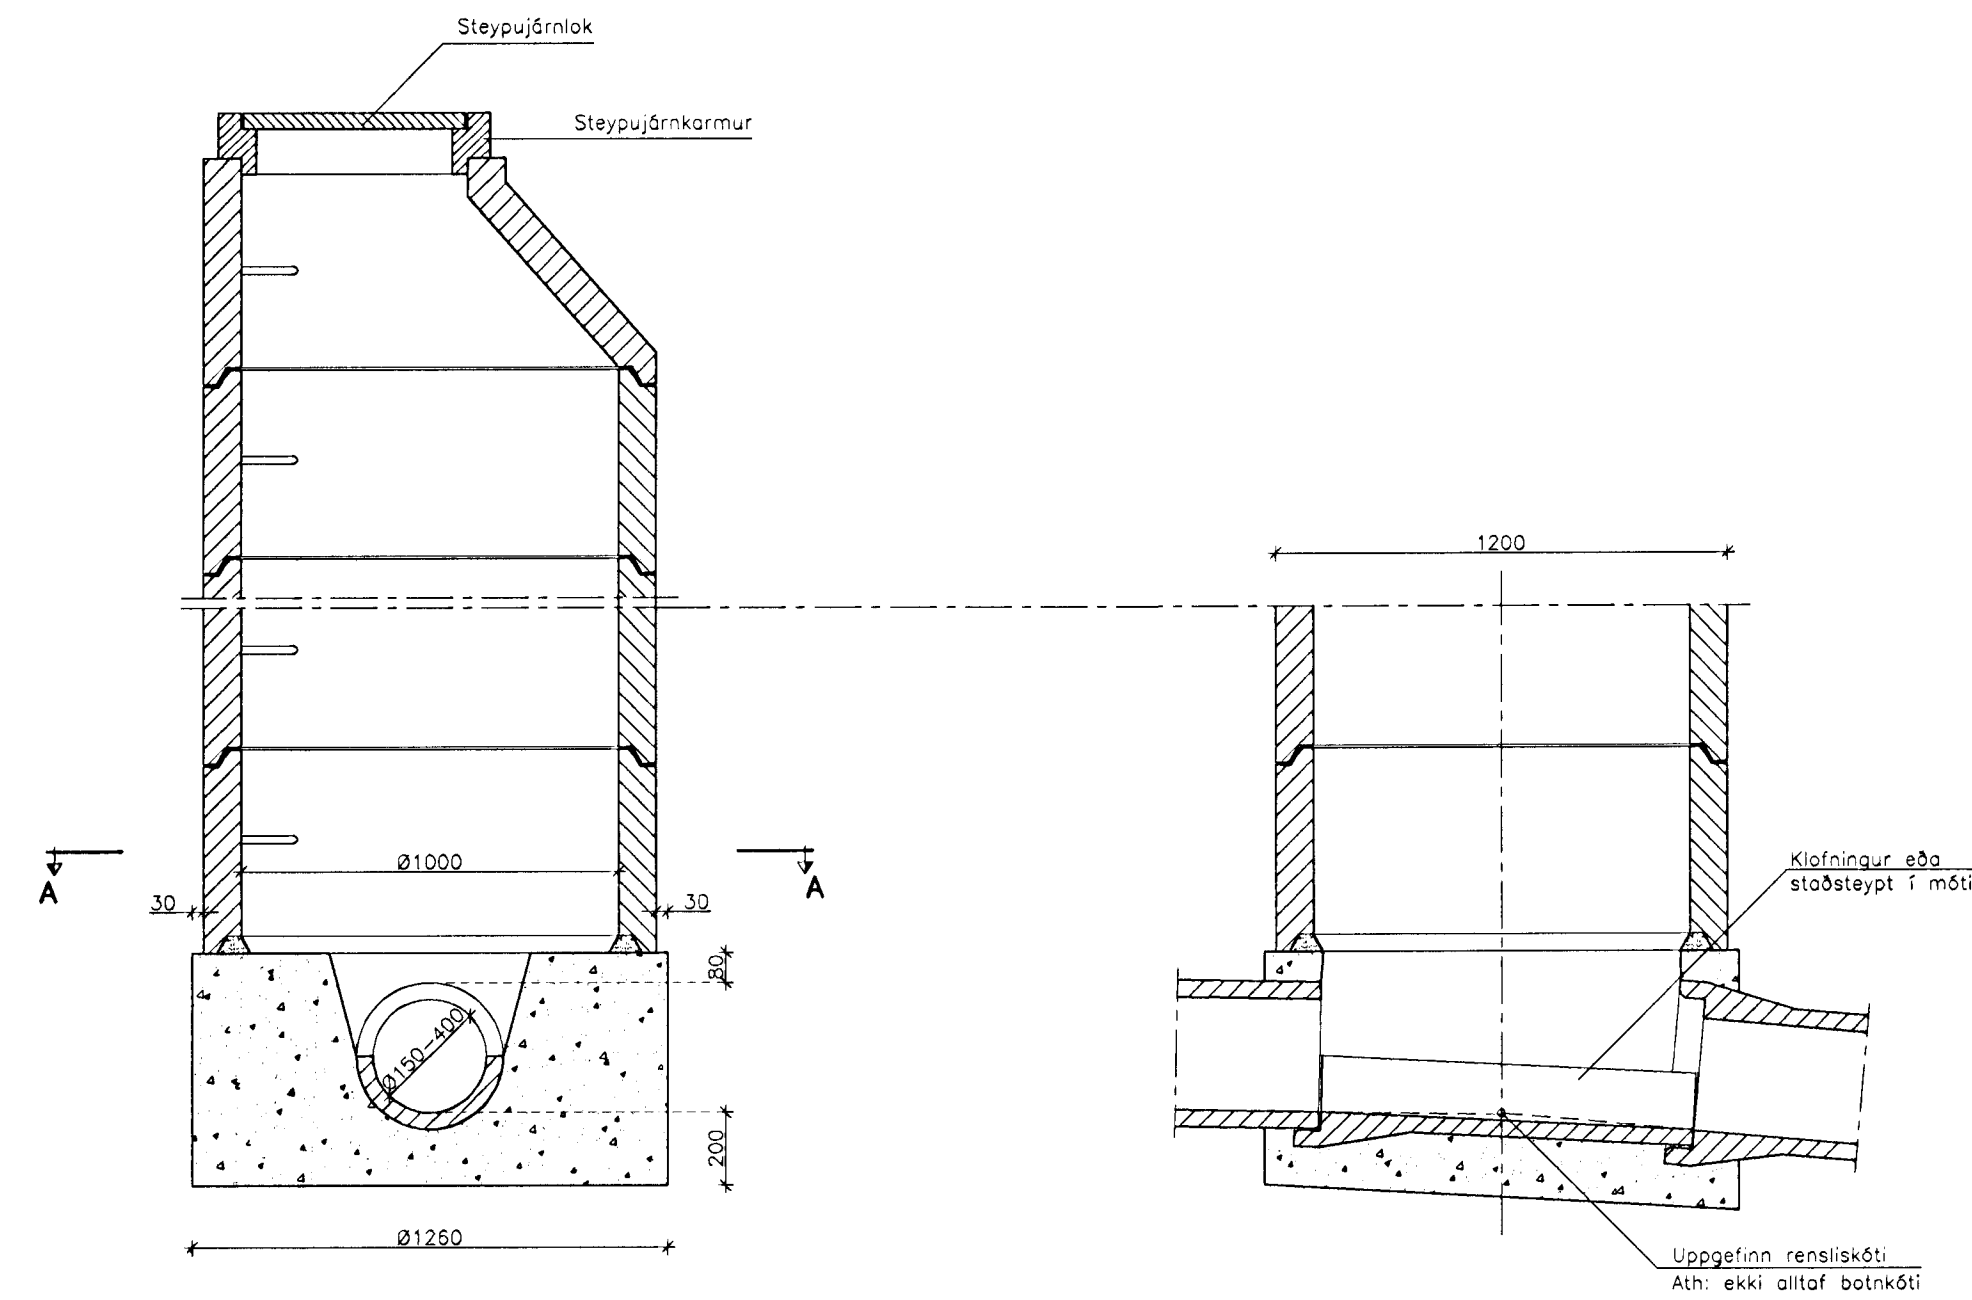 Steypujárnlok
Steypujárnkarmur
1200
Ø1000
Klofningur eða
staðsteypt í móti
A
A
30
30
80
Ø150-400
200
Ø1260
Uppgefinn rensliskóti
Ath: ekki alltaf botnkóti